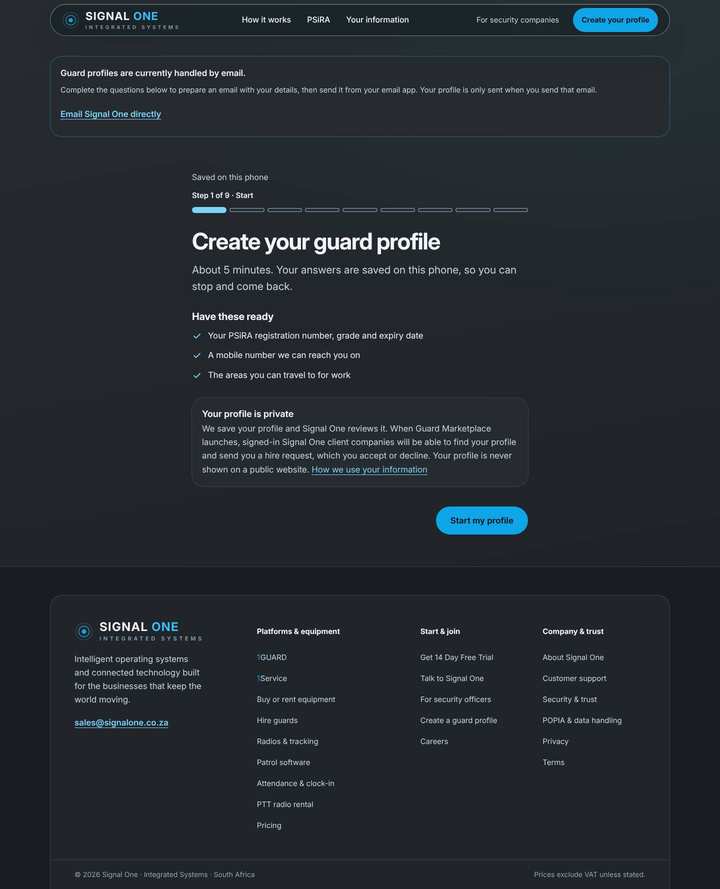 SIGNAL ONE
INTEGRATED SYSTEMS
How it works
PSiRA
Your information
For security companies
Create your profile
Guard profiles are currently handled by email.
Complete the questions below to prepare an email with your details, then send it from your email app. Your profile is only sent when you send that email.
Email Signal One directly
Saved on this phone
Step 1 of 9 · Start
Create your guard profile
About 5 minutes. Your answers are saved on this phone, so you can
stop and come back.
Have these ready
Your PSiRA registration number, grade and expiry date
A mobile number we can reach you on
The areas you can travel to for work
Your profile is private
We save your profile and Signal One reviews it. When Guard Marketplace
launches, signed-in Signal One client companies will be able to find your profile
and send you a hire request, which you accept or decline. Your profile is never
shown on a public website. How we use your information
Start my profile
SIGNAL ONE
INTEGRATED SYSTEMS
Intelligent operating systems
and connected technology built
for the businesses that keep the
world moving.
sales@signalone.co.za
Platforms & equipment
1GUARD
1Service
Buy or rent equipment
Hire guards
Radios & tracking
Patrol software
Attendance & clock-in
PTT radio rental
Pricing
Start & join
Get 14 Day Free Trial
Talk to Signal One
For security officers
Create a guard profile
Careers
Company & trust
About Signal One
Customer support
Security & trust
POPIA & data handling
Privacy
Terms
© 2026 Signal One · Integrated Systems · South Africa
Prices exclude VAT unless stated.